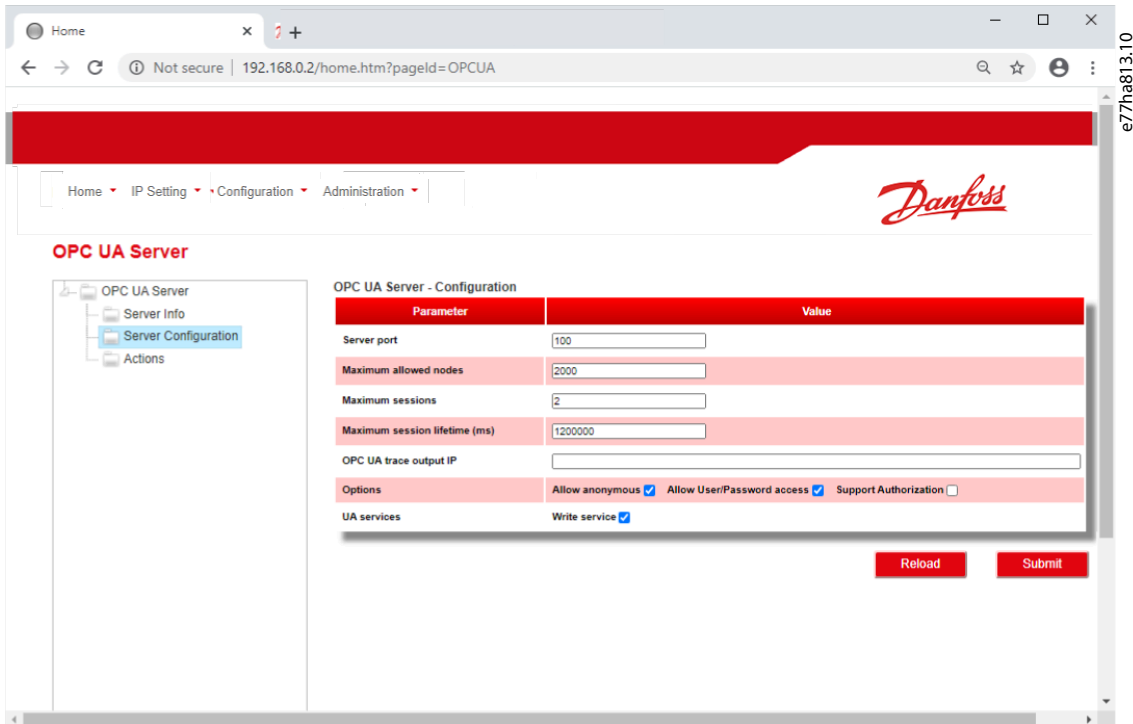 Home
Not secure | 192.168.0.2/home.htm?pageId=OPCUA
e77ha813.10
Home IP Setting Configuration Administration
Danfoss
OPC UA Server
OPC UA Server
Server Info
Server Configuration
Actions
OPC UA Server - Configuration
Parameter Value
Server port 100
Maximum allowed nodes 2000
Maximum sessions 2
Maximum session lifetime (ms) 1200000
OPC UA trace output IP
Options Allow anonymous Allow User/Password access Support Authorization
UA services Write service
Reload Submit